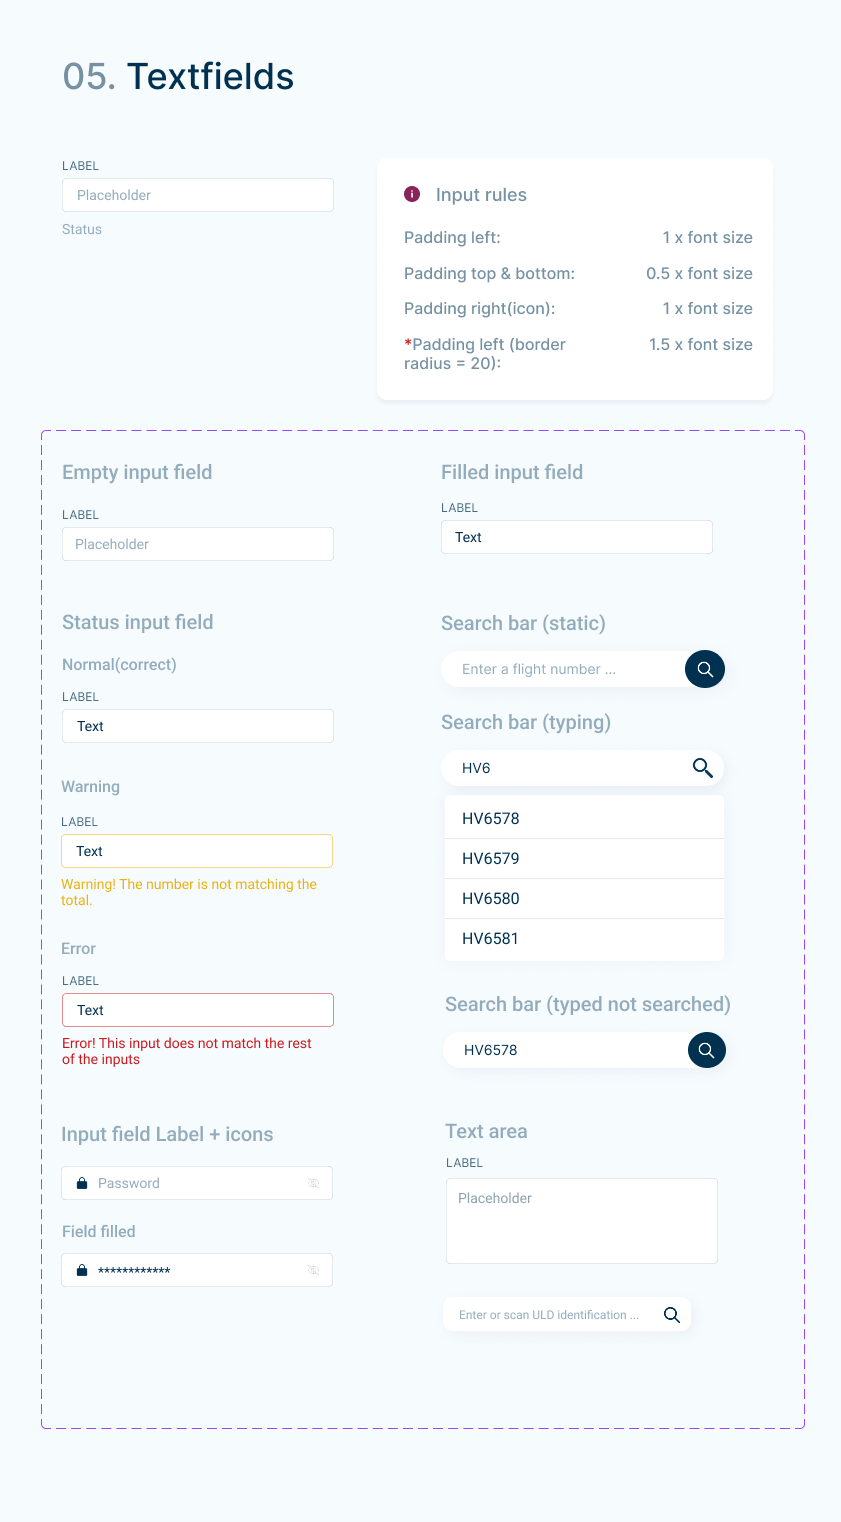 05. Textfields
LABEL
Placeholder
Status
Input rules
Padding left: 1 x font size
Padding top & bottom: 0.5 x font size
Padding right(icon): 1 x font size
*Padding left (border 1.5 x font size
radius = 20):
Empty input field
LABEL
Placeholder
Filled input field
LABEL
Text
Status input field
Normal(correct)
LABEL
Text
Warning
LABEL
Text
Warning! The number is not matching the
total.
Error
LABEL
Text
Error! This input does not match the rest
of the inputs
Search bar (static)
Enter a flight number ...
Search bar (typing)
HV6
HV6578
HV6579
HV6580
HV6581
Search bar (typed not searched)
HV6578
Input field Label + icons
Password
Field filled
************
Text area
LABEL
Placeholder
Enter or scan ULD identification ...